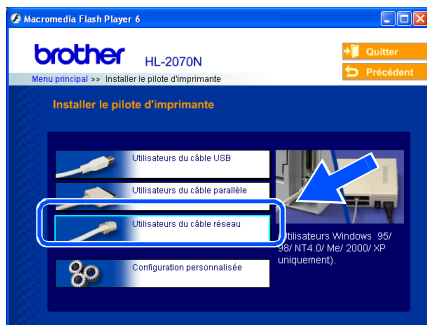 Macromedia Flash Player 6
brother
HL-2070N
Quitter
Précédent
Menu principal >> Installer le pilote d'imprimante
Installer le pilote d'imprimante
Utilisateurs du câble USB
Utilisateurs du câble parallèle
Utilisateurs du câble réseau
Configuration personnalisée
Utilisateurs Windows 95/
98/ NT4.0/ Me/ 2000/ XP
uniquement).